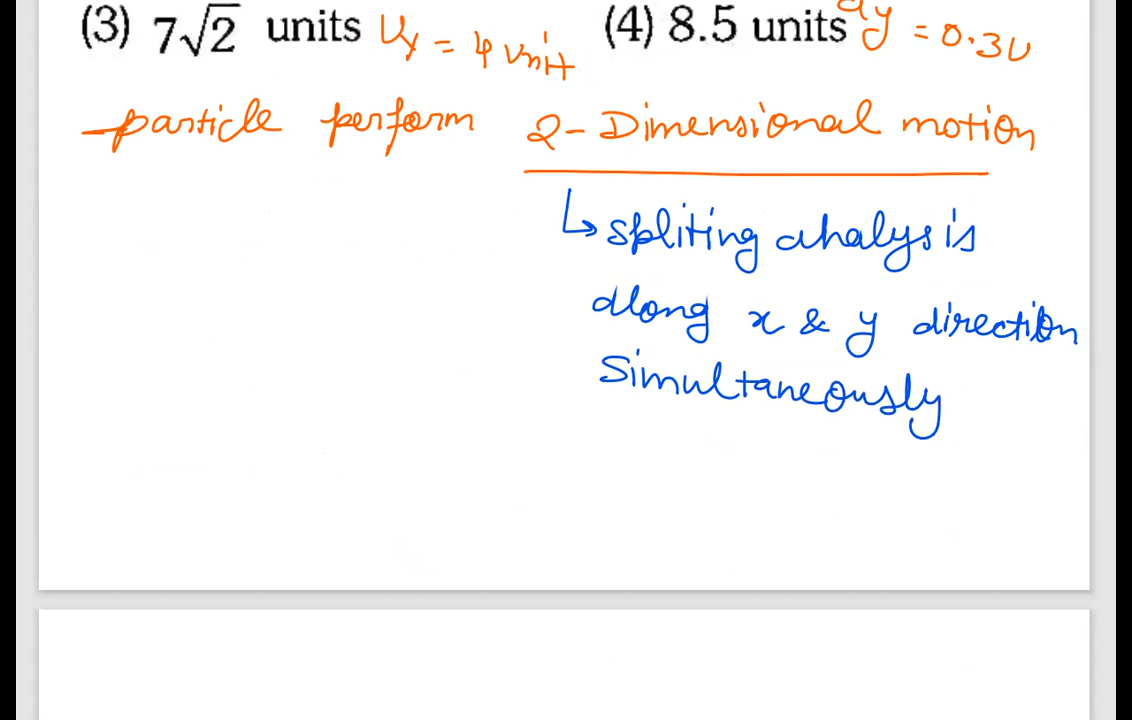 (3) 7√2 units Uy = 4 unit (4) 8.5 units ay = 0.3U
particle perform 2-Dimensional motion
↳ spliting analysis is
along x & y direction
Simultaneously